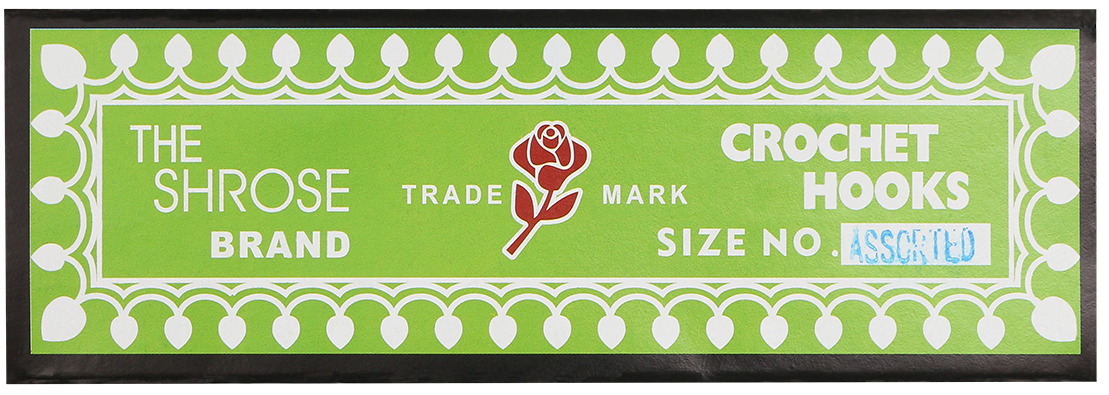 THE
SHROSE
BRAND
TRADE MARK
CROCHET
HOOKS
SIZE NO. ASSORTED